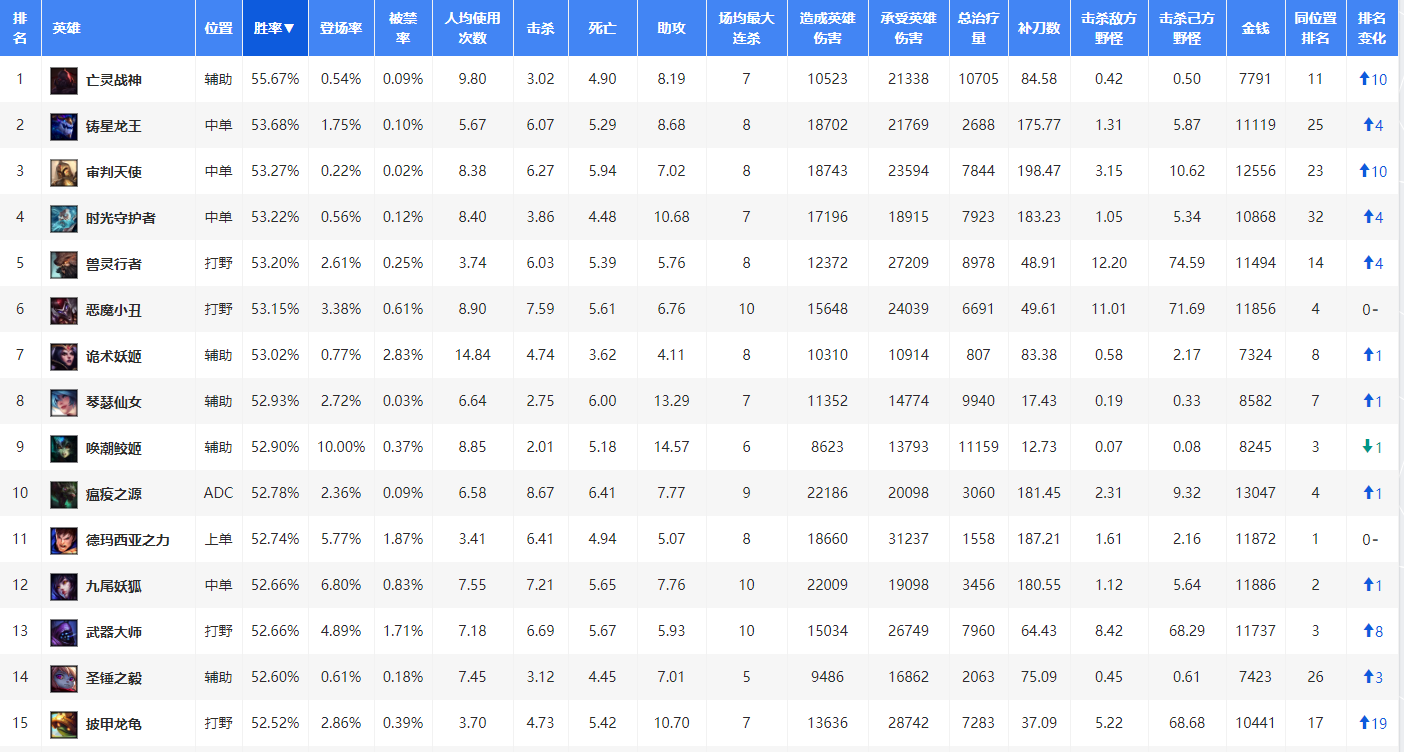 排名 英雄 位置 胜率▼ 登场率 被禁率 人均使用次数 击杀 死亡 助攻 场均最大连杀 造成英雄伤害 承受英雄伤害 总治疗量 补刀数 击杀敌方野怪 击杀己方野怪 金钱 同位置排名 排名变化
1 亡灵战神 辅助 55.67% 0.54% 0.09% 9.80 3.02 4.90 8.19 7 10523 21338 10705 84.58 0.42 0.50 7791 11 ↑10
2 铸星龙王 中单 53.68% 1.75% 0.10% 5.67 6.07 5.29 8.68 8 18702 21769 2688 175.77 1.31 5.87 11119 25 ↑4
3 审判天使 中单 53.27% 0.22% 0.02% 8.38 6.27 5.94 7.02 8 18743 23594 7844 198.47 3.15 10.62 12556 23 ↑10
4 时光守护者 中单 53.22% 0.56% 0.12% 8.40 3.86 4.48 10.68 7 17196 18915 7923 183.23 1.05 5.34 10868 32 ↑4
5 兽灵行者 打野 53.20% 2.61% 0.25% 3.74 6.03 5.39 5.76 8 12372 27209 8978 48.91 12.20 74.59 11494 14 ↑4
6 恶魔小丑 打野 53.15% 3.38% 0.61% 8.90 7.59 5.61 6.76 10 15648 24039 6691 49.61 11.01 71.69 11856 4 0-
7 诡术妖姬 辅助 53.02% 0.77% 2.83% 14.84 4.74 3.62 4.11 8 10310 10914 807 83.38 0.58 2.17 7324 8 ↑1
8 琴瑟仙女 辅助 52.93% 2.72% 0.03% 6.64 2.75 6.00 13.29 7 11352 14774 9940 17.43 0.19 0.33 8582 7 ↑1
9 唤潮鲛姬 辅助 52.90% 10.00% 0.37% 8.85 2.01 5.18 14.57 6 8623 13793 11159 12.73 0.07 0.08 8245 3 ↓1
10 瘟疫之源 ADC 52.78% 2.36% 0.09% 6.58 8.67 6.41 7.77 9 22186 20098 3060 181.45 2.31 9.32 13047 4 ↑1
11 德玛西亚之力 上单 52.74% 5.77% 1.87% 3.41 6.41 4.94 5.07 8 18660 31237 1558 187.21 1.61 2.16 11872 1 0-
12 九尾妖狐 中单 52.66% 6.80% 0.83% 7.55 7.21 5.65 7.76 10 22009 19098 3456 180.55 1.12 5.64 11886 2 ↑1
13 武器大师 打野 52.66% 4.89% 1.71% 7.18 6.69 5.67 5.93 10 15034 26749 7960 64.43 8.42 68.29 11737 3 ↑8
14 圣锤之毅 辅助 52.60% 0.61% 0.18% 7.45 3.12 4.45 7.01 5 9486 16862 2063 75.09 0.45 0.61 7423 26 ↑3
15 披甲龙龟 打野 52.52% 2.86% 0.39% 3.70 4.73 5.42 10.70 7 13636 28742 7283 37.09 5.22 68.68 10441 17 ↑19